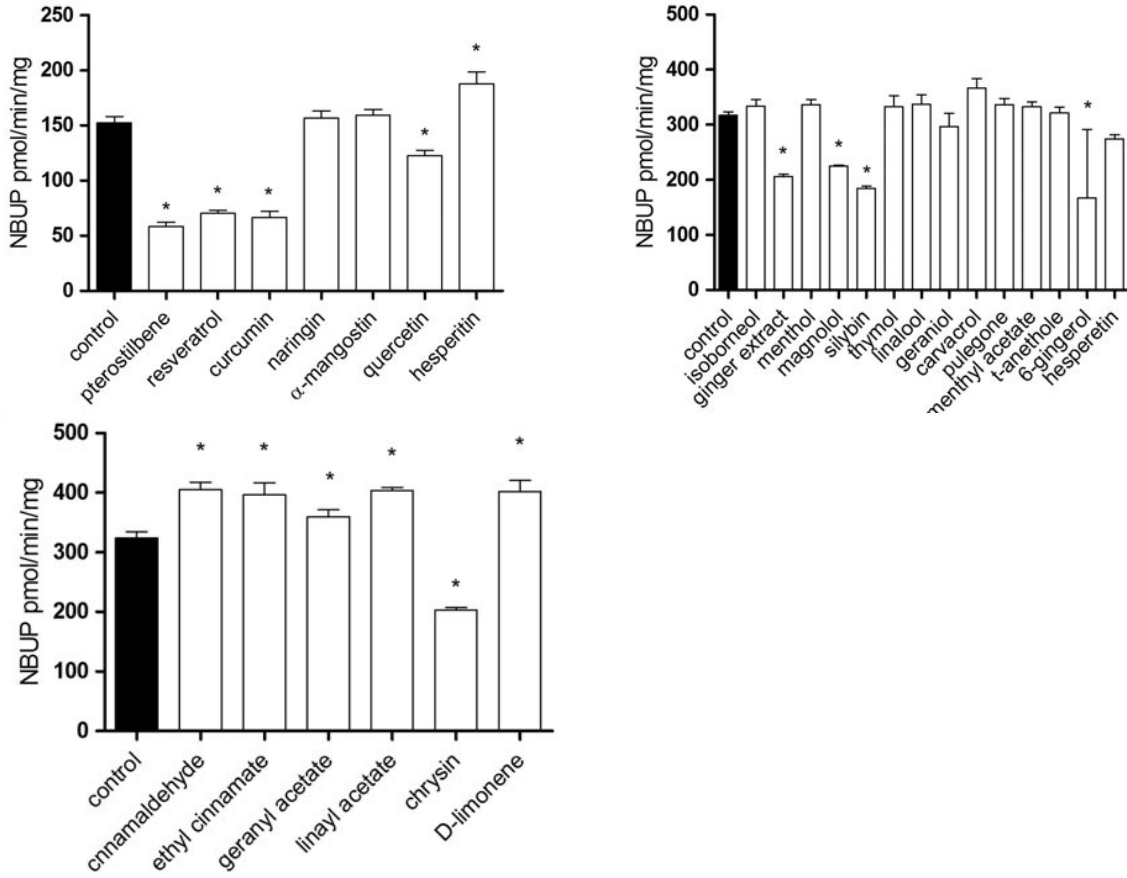 NBUP pmol/min/mg
250
200
150
100
50
0
*
*
*
*
*
control
pterostilbene
resveratrol
curcumin
naringin
α-mangostin
quercetin
hesperitin
NBUP pmol/min/mg
500
400
300
200
100
0
*
*
*
*
control
isoborneol
ginger extract
menthol
magnolol
silybin
thymol
linalool
geraniol
carvacrol
pulegone
menthyl acetate
t-anethole
6-gingerol
hesperetin
NBUP pmol/min/mg
500
400
300
200
100
0
*
*
*
*
*
*
control
cnnamaldehyde
ethyl cinnamate
geranyl acetate
linayl acetate
chrysin
D-limonene